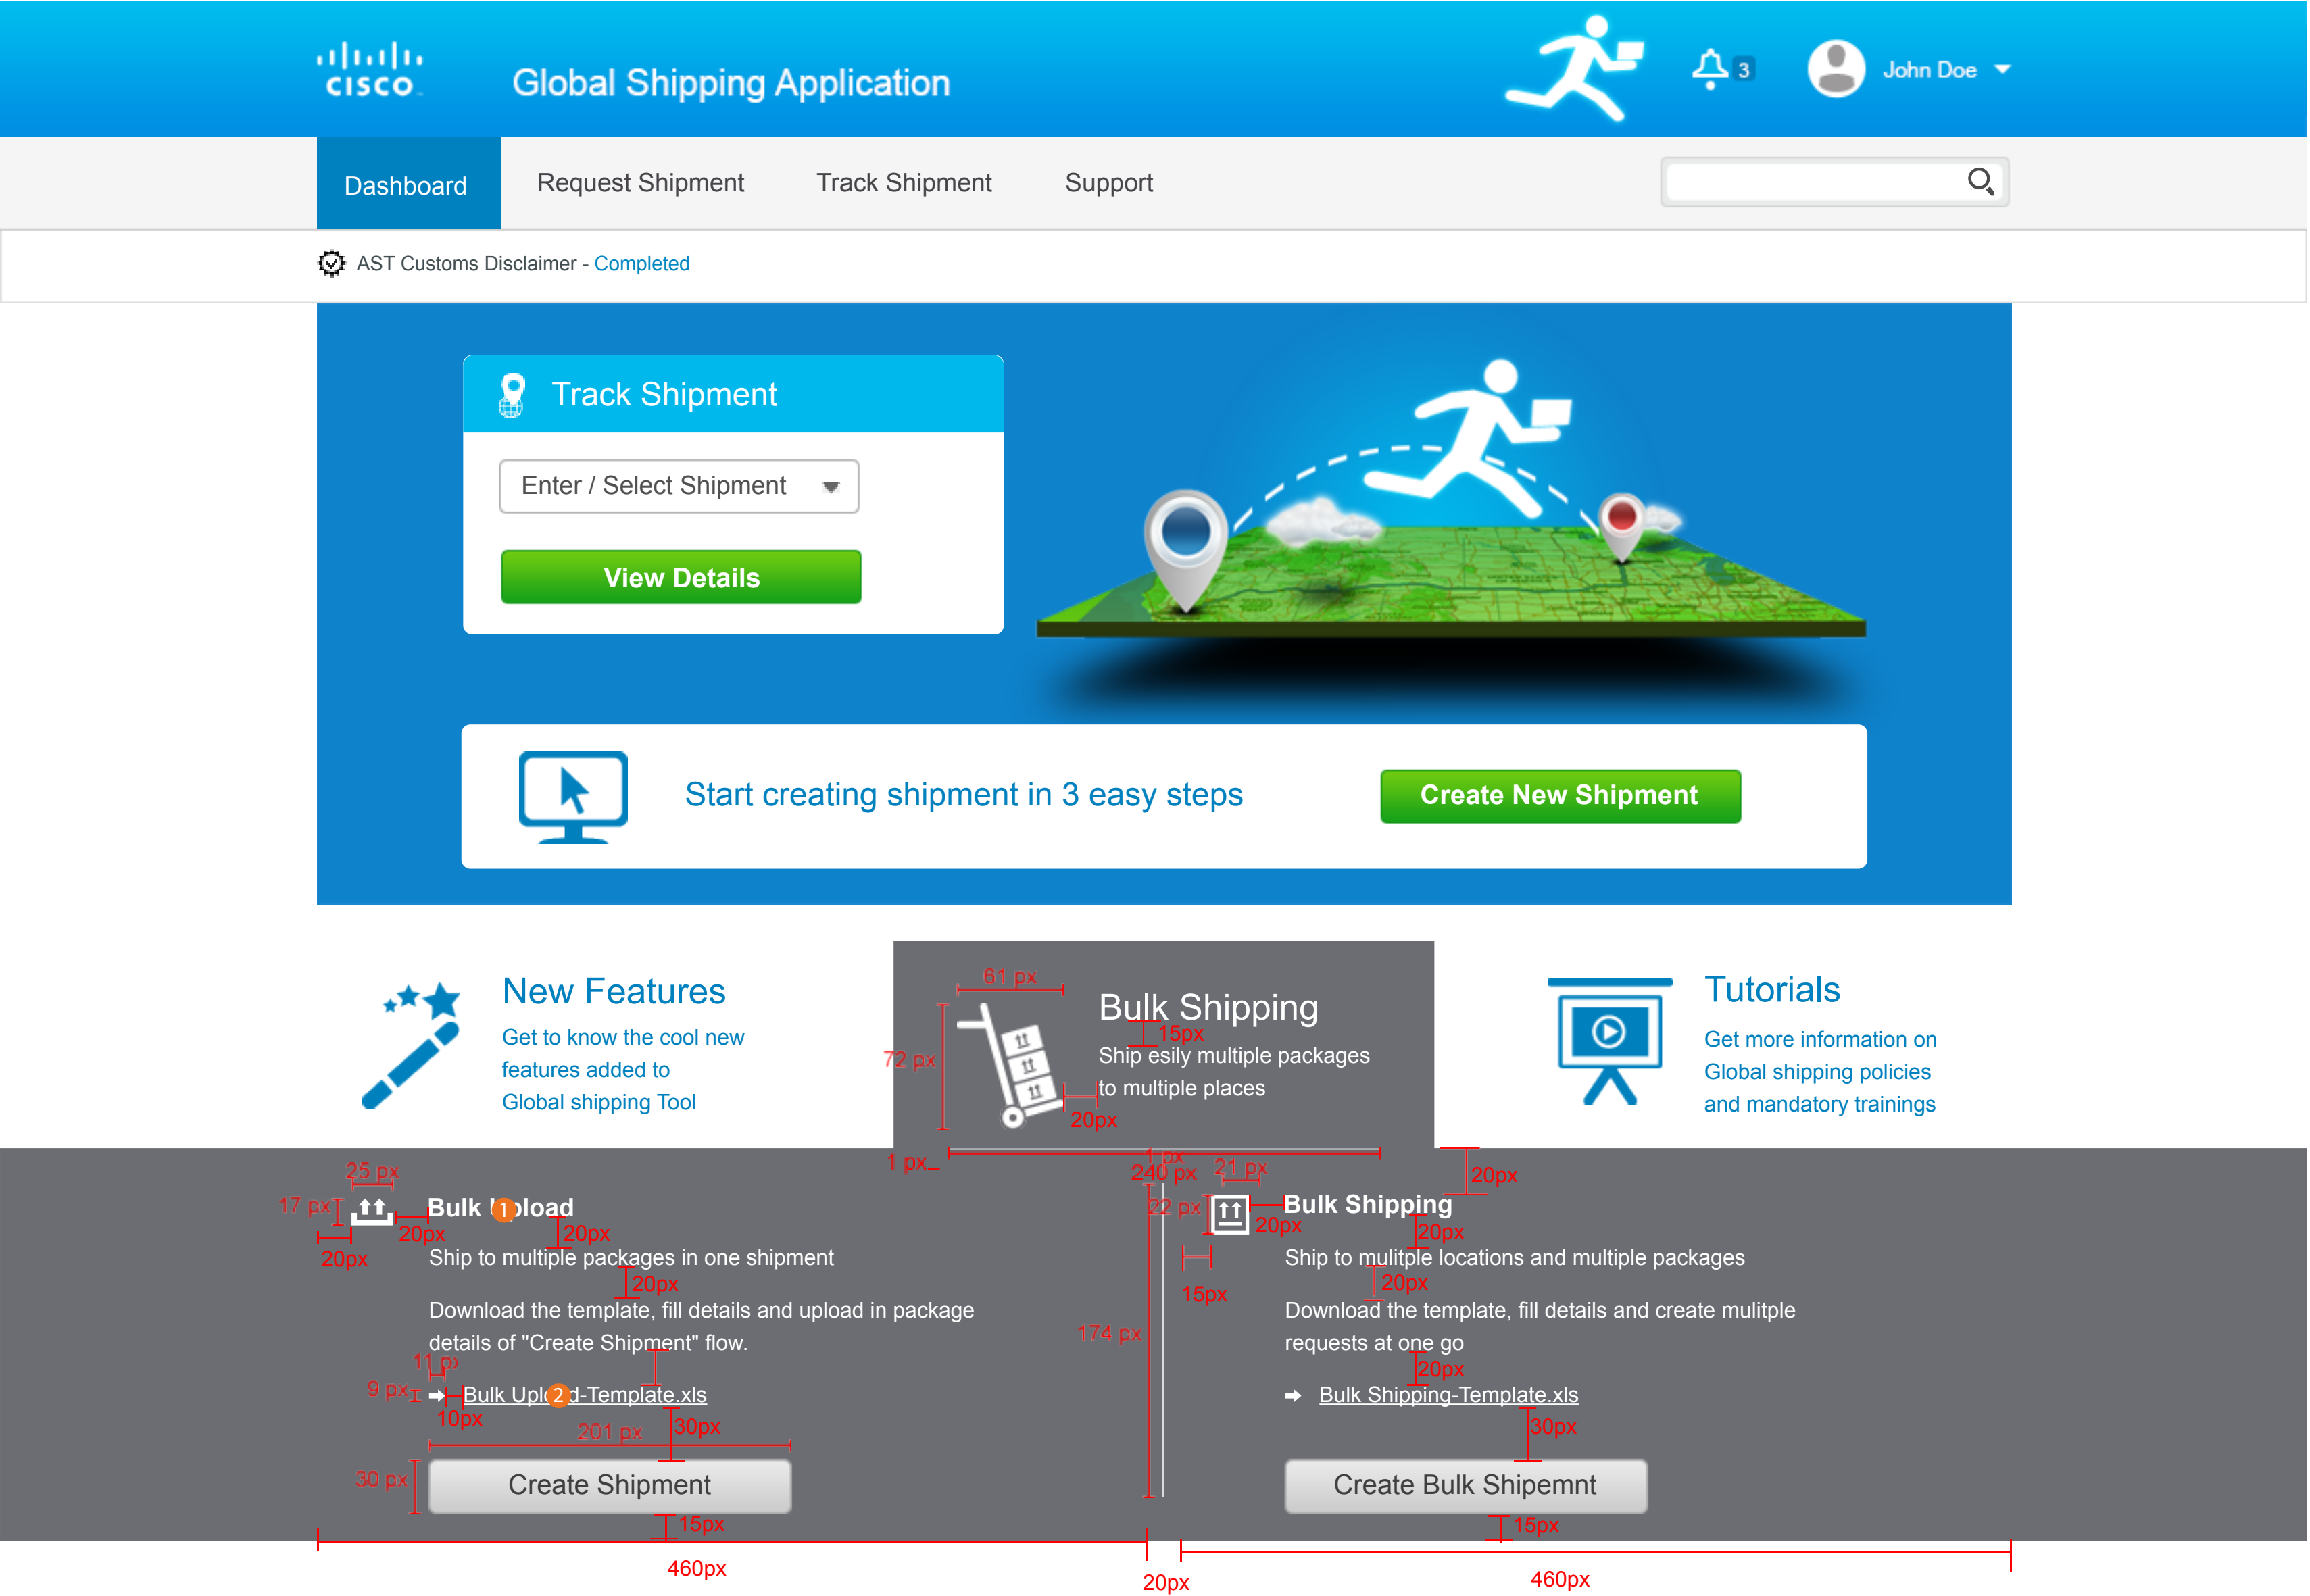 CISCO
Global Shipping Application
3
John Doe
Dashboard
Request Shipment
Track Shipment
Support
AST Customs Disclaimer - Completed
Track Shipment
Enter / Select Shipment
View Details
Start creating shipment in 3 easy steps
Create New Shipment
New Features
Get to know the cool new
features added to
Global shipping Tool
61 px
72 px
Bulk Shipping
15px
Ship esily multiple packages
to multiple places
20px
Tutorials
Get more information on
Global shipping policies
and mandatory trainings
1 px
1 px
240 px
20px
25 px
17 px
Bulk Upload
1
20px
20px
20px
Ship to multiple packages in one shipment
20px
Download the template, fill details and upload in package
details of "Create Shipment" flow.
11 px
9 px
Bulk Upload-Template.xls
2
10px
30px
201 px
30 px
Create Shipment
15px
460px
174 px
20px
21 px
22 px
Bulk Shipping
20px
20px
15px
Ship to mulitple locations and multiple packages
20px
Download the template, fill details and create mulitple
requests at one go
20px
Bulk Shipping-Template.xls
30px
Create Bulk Shipemnt
15px
460px